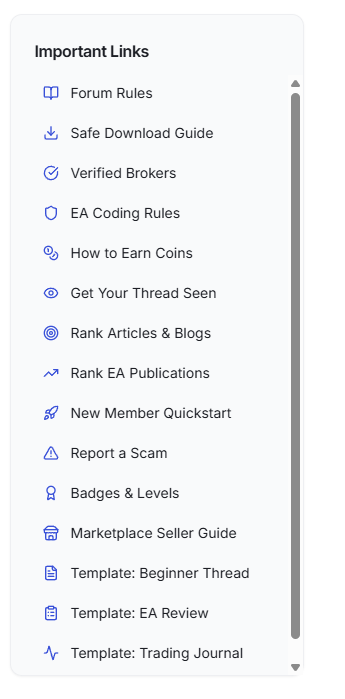 Important Links
Forum Rules
Safe Download Guide
Verified Brokers
EA Coding Rules
How to Earn Coins
Get Your Thread Seen
Rank Articles & Blogs
Rank EA Publications
New Member Quickstart
Report a Scam
Badges & Levels
Marketplace Seller Guide
Template: Beginner Thread
Template: EA Review
Template: Trading Journal